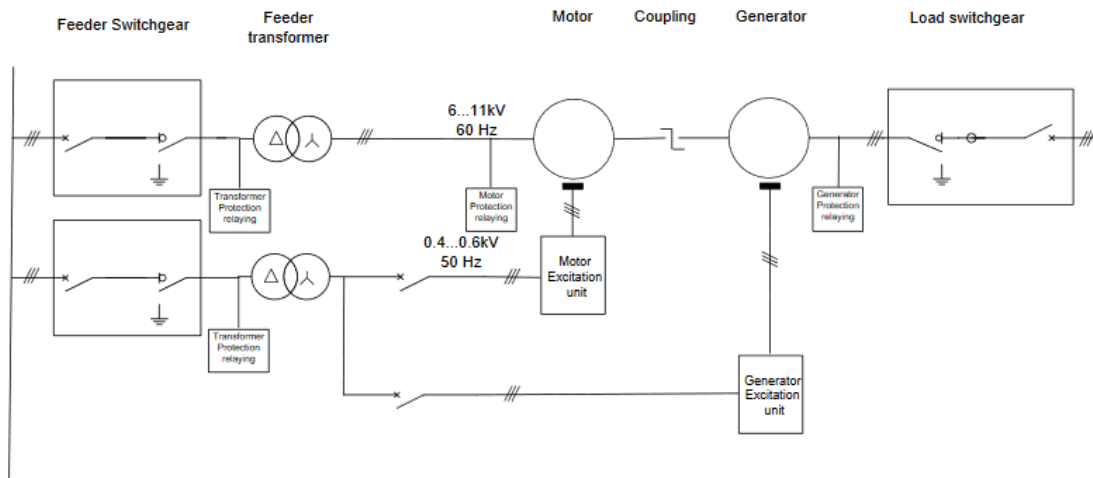 Feeder Switchgear
Feeder
transformer
Motor
Coupling
Generator
Load switchgear
6...11kV
60 Hz
Transformer
Protection
relaying
Motor
Protection
relaying
Generator
Protection
relaying
0.4...0.6kV
50 Hz
Motor
Excitation
unit
Transformer
Protection
relaying
Generator
Excitation
unit